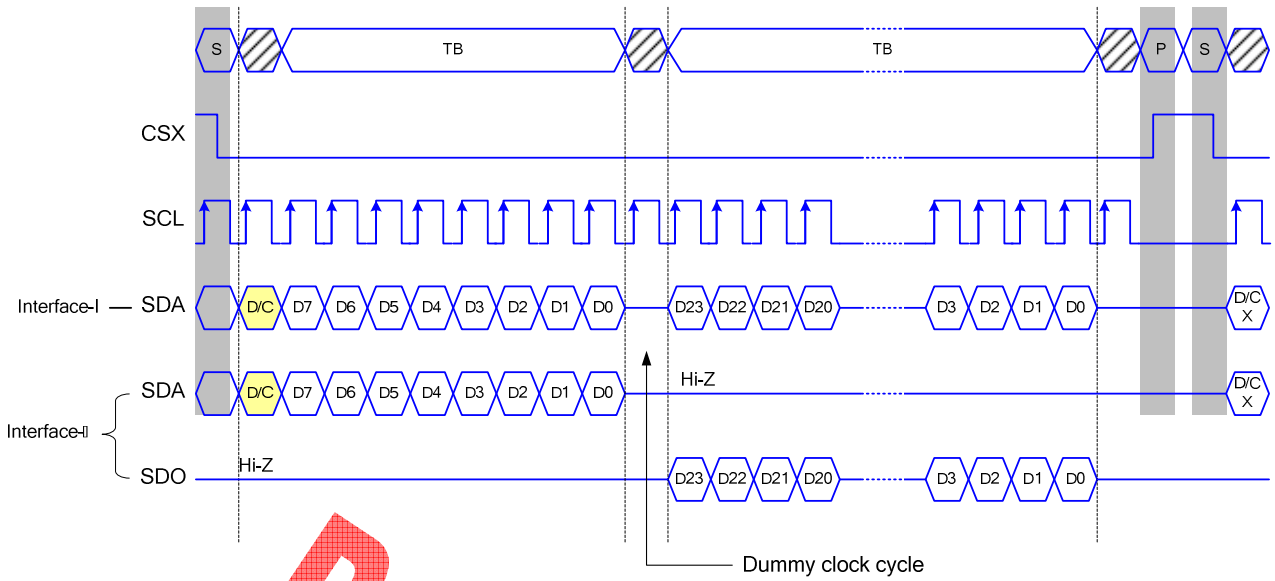 S TB TB P S
CSX
SCL
Interface-I SDA D/C D7 D6 D5 D4 D3 D2 D1 D0 D23 D22 D21 D20 D3 D2 D1 D0 D/C X
SDA D/C D7 D6 D5 D4 D3 D2 D1 D0 Hi-Z D/C X
Interface-▯
SDO Hi-Z D23 D22 D21 D20 D3 D2 D1 D0
Dummy clock cycle